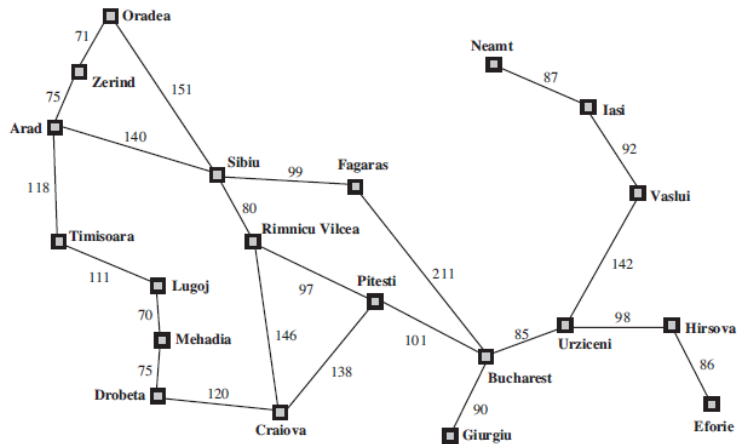 Oradea
71
Neamt
Zerind
87
151
75
Iasi
Arad
140
92
Sibiu
Fagaras
99
118
Vaslui
80
Timisoara
Rimnicu Vilcea
142
111
211
Lugoj
97
Pitesti
70
98
Hirsova
146
85
Mehadia
101
Urziceni
138
86
75
Bucharest
120
Drobeta
90
Craiova
Giurgiu
Eforie